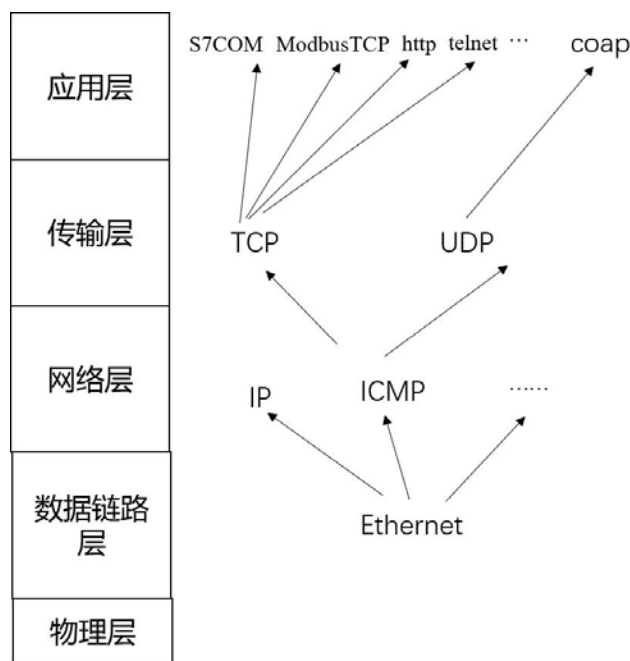 S7COM ModbusTCP http telnet ··· coap
应用层
传输层
TCP UDP
网络层
IP ICMP ······
数据链路
层
Ethernet
物理层